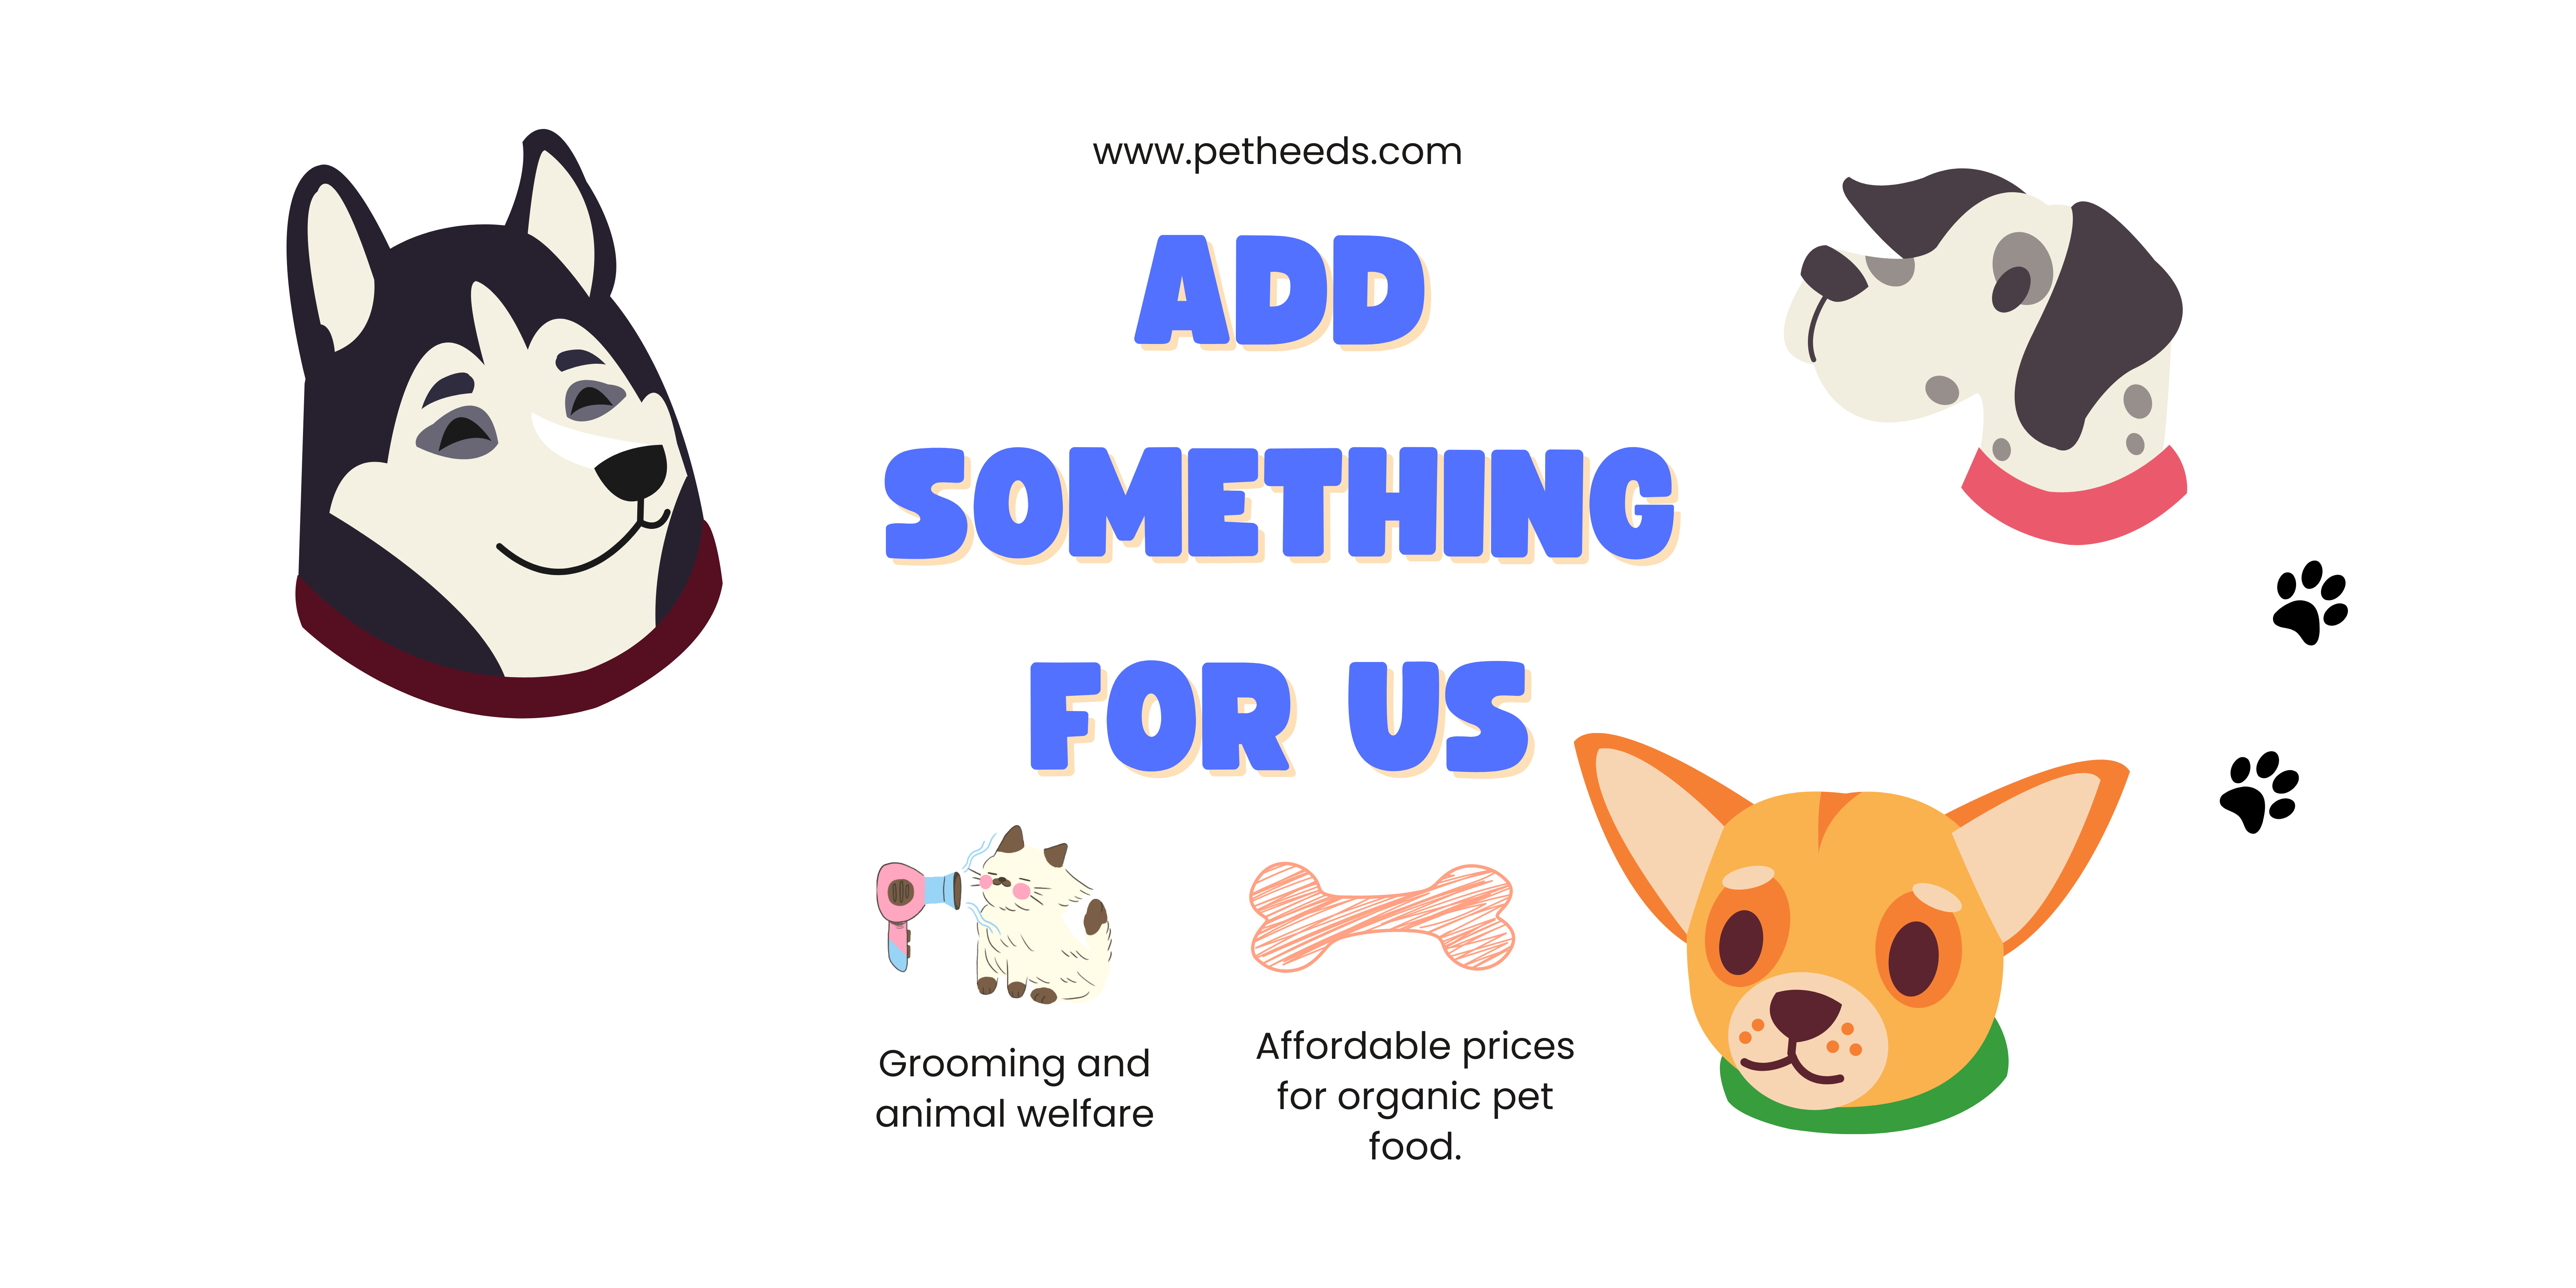 www.petheeds.com
ADD
SOMETHING
FOR US
Grooming and
animal welfare
Affordable prices
for organic pet
food.